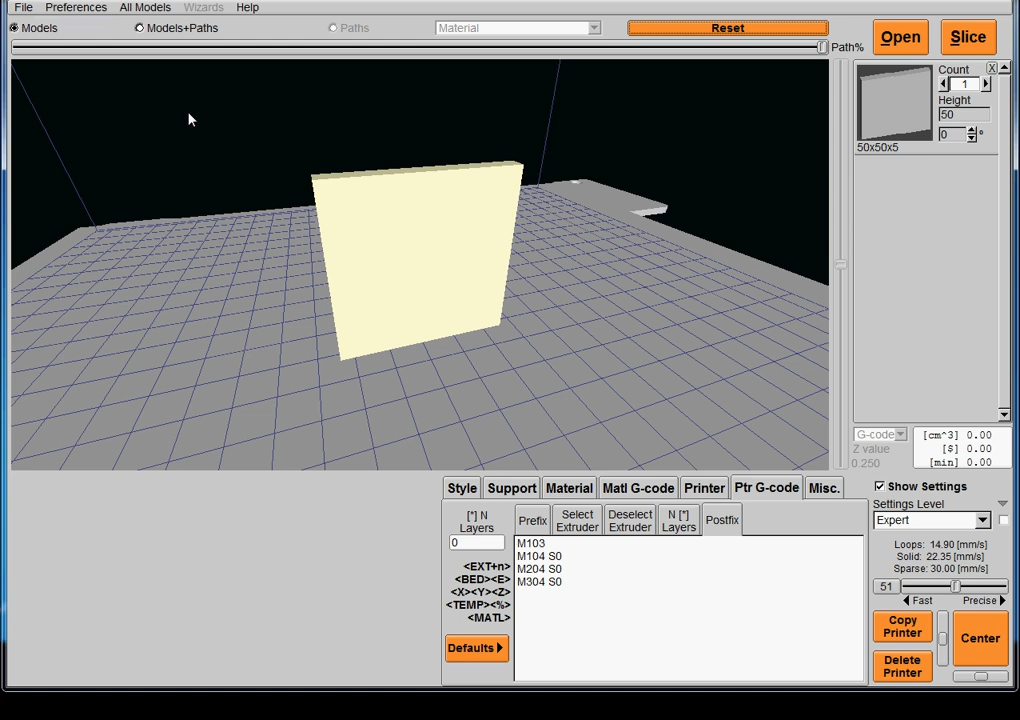 File Preferences All Models Wizards Help
Models Models+Paths Paths Material Reset
Path%
Open Slice
Count X
1
Height
50
0 °
50x50x5
G-code
Z value
0.250
[cm^3] 0.00
[$] 0.00
[min] 0.00
Style Support Material Matl G-code Printer Ptr G-code Misc.
[*] N
Layers
0
<EXT+n>
<BED><E>
<X><Y><Z>
<TEMP><%>
<MATL>
Defaults
Prefix
Select
Extruder
Deselect
Extruder
N [*]
Layers
Postfix
M103
M104 S0
M204 S0
M304 S0
Show Settings
Settings Level
Expert
Loops: 14.90 [mm/s]
Solid: 22.35 [mm/s]
Sparse: 30.00 [mm/s]
51
Fast Precise
Copy
Printer
Delete
Printer
Center